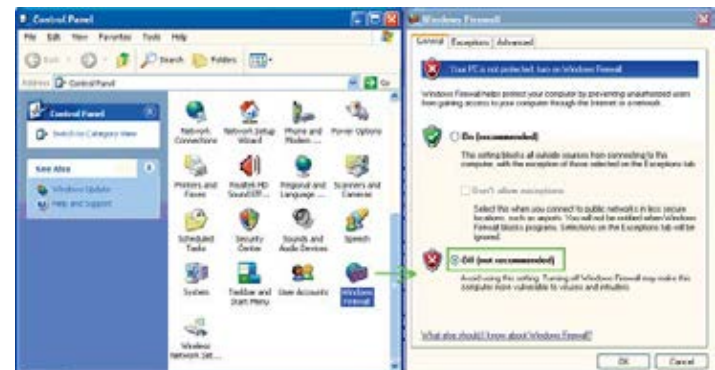 Control Panel
File Edit View Favorites Tools Help
Back Search Folders
Address Control Panel Go
Control Panel
Switch to Category View
See Also
Windows Update
Help and Support
Network Connections
Network Setup Wizard
Phone and Modem ...
Power Options
Printers and Faxes
Realtek HD Sound Eff...
Regional and Language ...
Scanners and Cameras
Scheduled Tasks
Security Center
Sounds and Audio Devices
Speech
System
Taskbar and Start Menu
User Accounts
Windows Firewall
Wireless Network Set...
Windows Firewall
General Exceptions Advanced
Your PC is not protected: turn on Windows Firewall
Windows Firewall helps protect your computer by preventing unauthorized users
from gaining access to your computer through the Internet or a network.
On (recommended)
This setting blocks all outside sources from connecting to this
computer, with the exception of those selected on the Exceptions tab.
Don't allow exceptions
Select this when you connect to public networks in less secure
locations, such as airports. You will not be notified when Windows
Firewall blocks programs. Selections on the Exceptions tab will be
ignored.
Off (not recommended)
Avoid using this setting. Turning off Windows Firewall may make this
computer more vulnerable to viruses and intruders.
What else should I know about Windows Firewall?
OK Cancel